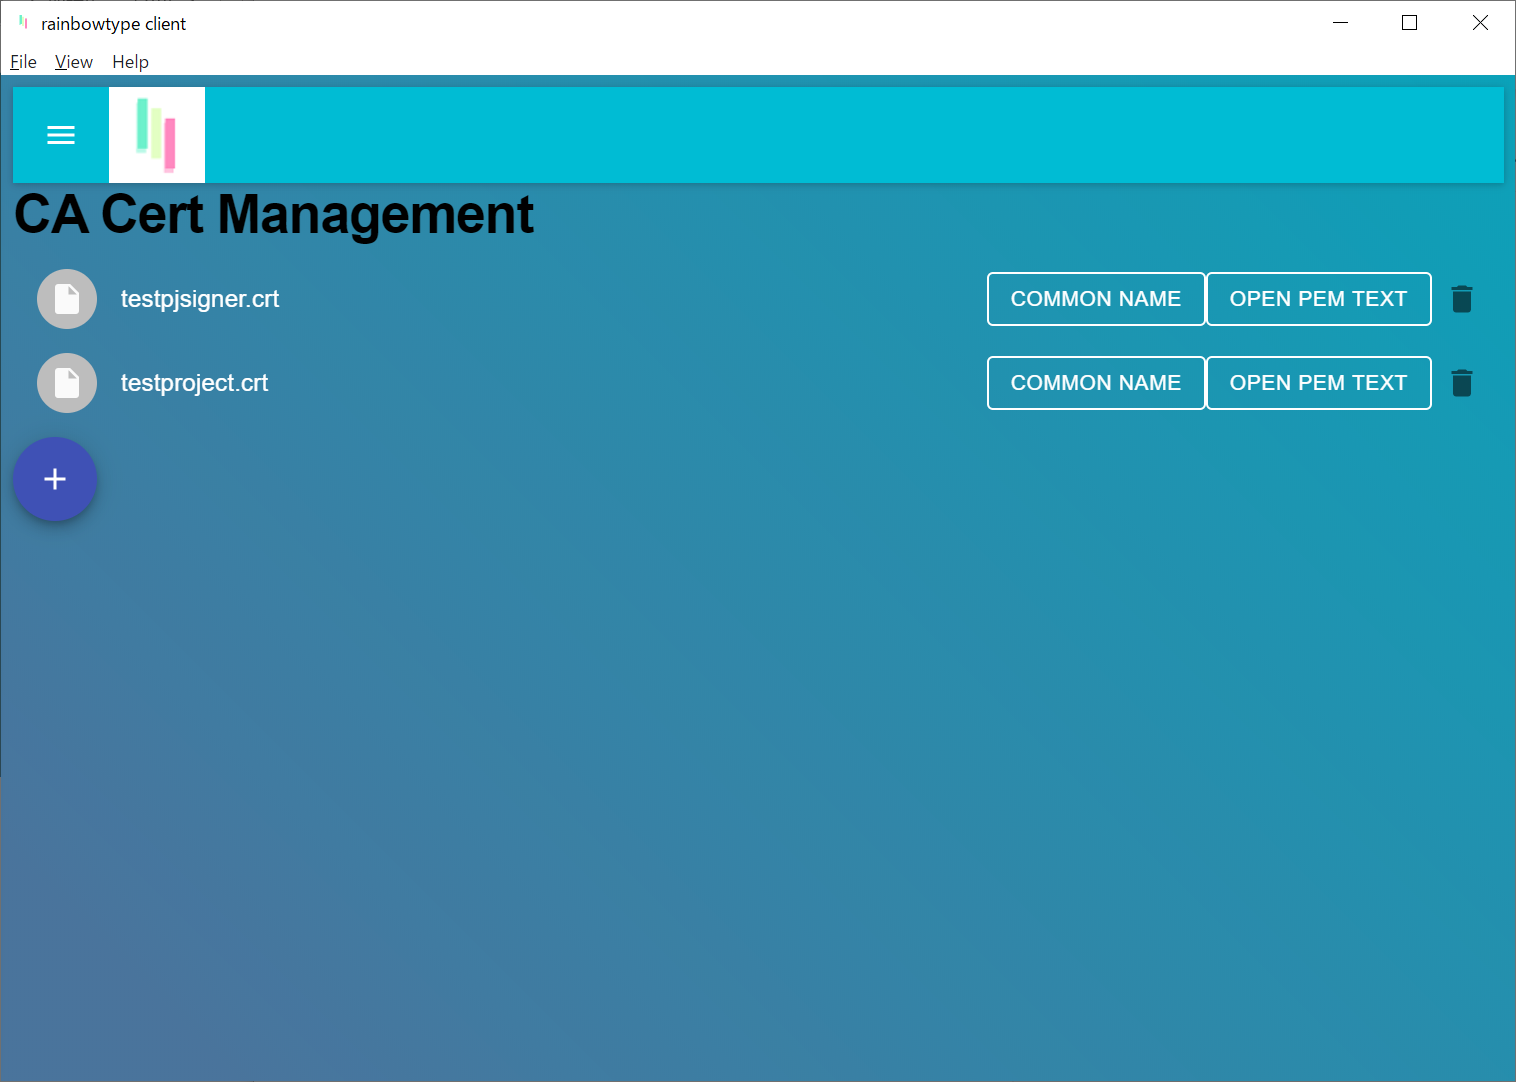 rainbowtype client
File View Help
CA Cert Management
testpjsigner.crt COMMON NAME OPEN PEM TEXT
testproject.crt COMMON NAME OPEN PEM TEXT